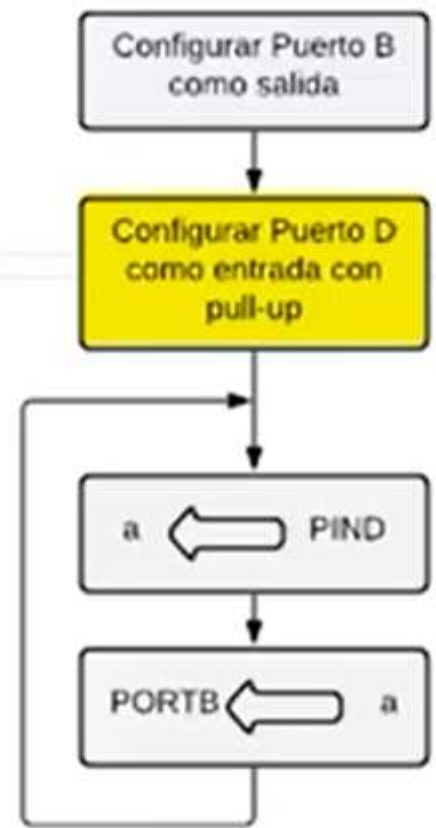 Configurar Puerto B
como salida
Configurar Puerto D
como entrada con
pull-up
a PIND
PORTB a